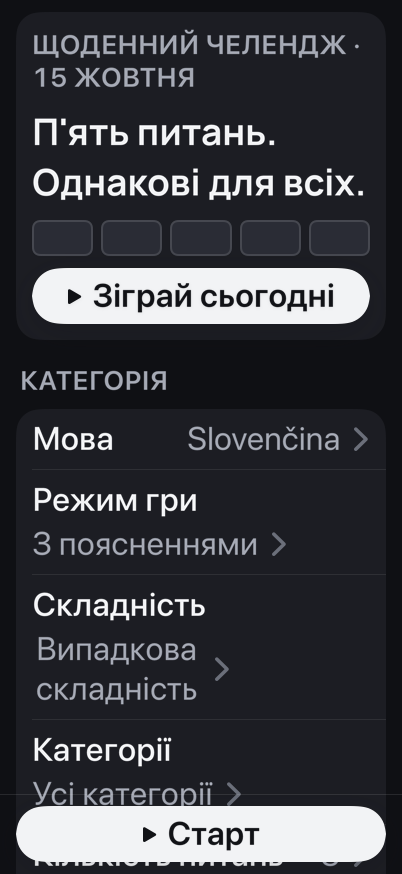 ЩОДЕННИЙ ЧЕЛЕНДЖ ·
15 ЖОВТНЯ
П'ять питань.
Однакові для всіх.
Зіграй сьогодні
КАТЕГОРІЯ
Мова Slovenčina
Режим гри
З поясненнями
Складність
Випадкова
складність
Категорії
Усі категорії
Старт